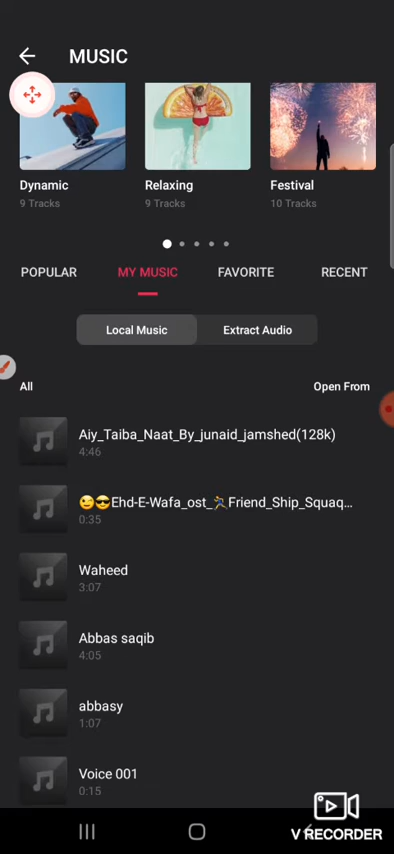 MUSIC
Dynamic
9 Tracks
Relaxing
9 Tracks
Festival
10 Tracks
POPULAR
MY MUSIC
FAVORITE
RECENT
Local Music
Extract Audio
All
Open From
Aiy_Taiba_Naat_By_junaid_jamshed(128k)
4:46
😉😎Ehd-E-Wafa_ost_🏃Friend_Ship_Squaq...
0:35
Waheed
3:07
Abbas saqib
4:05
abbasy
1:07
Voice 001
0:15
V RECORDER